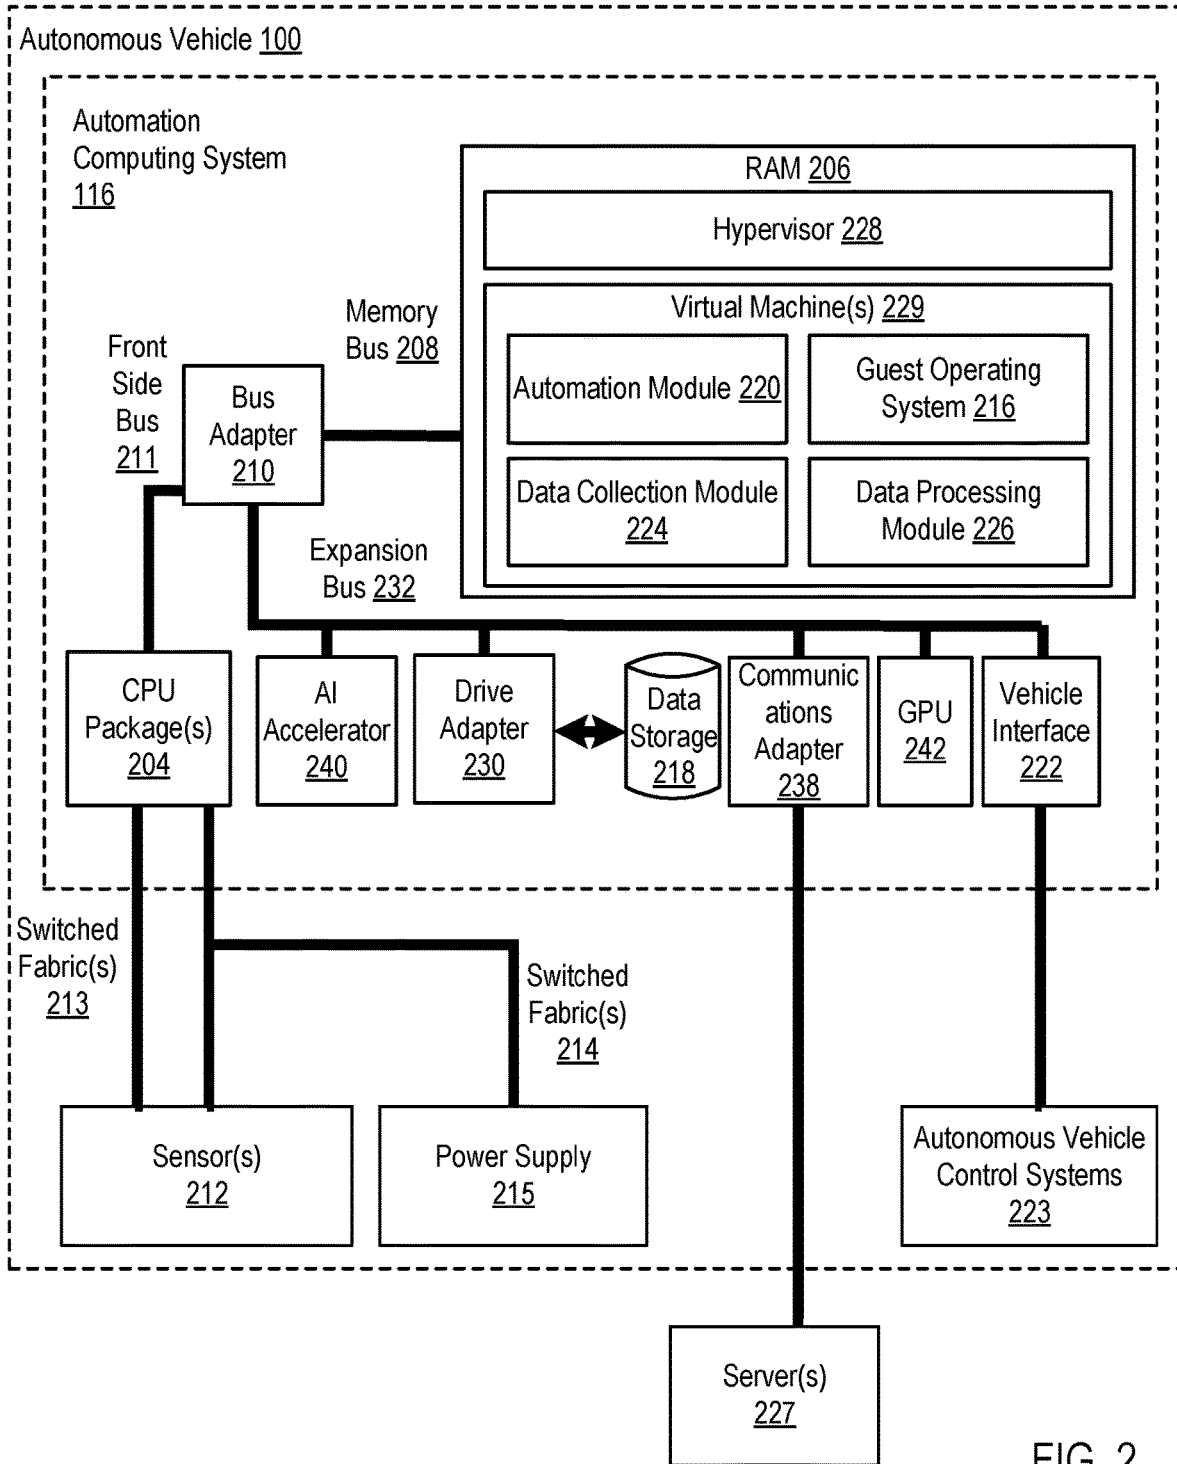 Autonomous Vehicle 100
Automation
Computing System
116
RAM 206
Hypervisor 228
Virtual Machine(s) 229
Automation Module 220
Guest Operating
System 216
Data Collection Module
224
Data Processing
Module 226
Memory
Bus 208
Front
Side
Bus
211
Bus
Adapter
210
Expansion
Bus 232
CPU
Package(s)
204
AI
Accelerator
240
Drive
Adapter
230
Data
Storage
218
Communic
ations
Adapter
238
GPU
242
Vehicle
Interface
222
Switched
Fabric(s)
213
Switched
Fabric(s)
214
Sensor(s)
212
Power Supply
215
Autonomous Vehicle
Control Systems
223
Server(s)
227
FIG. 2